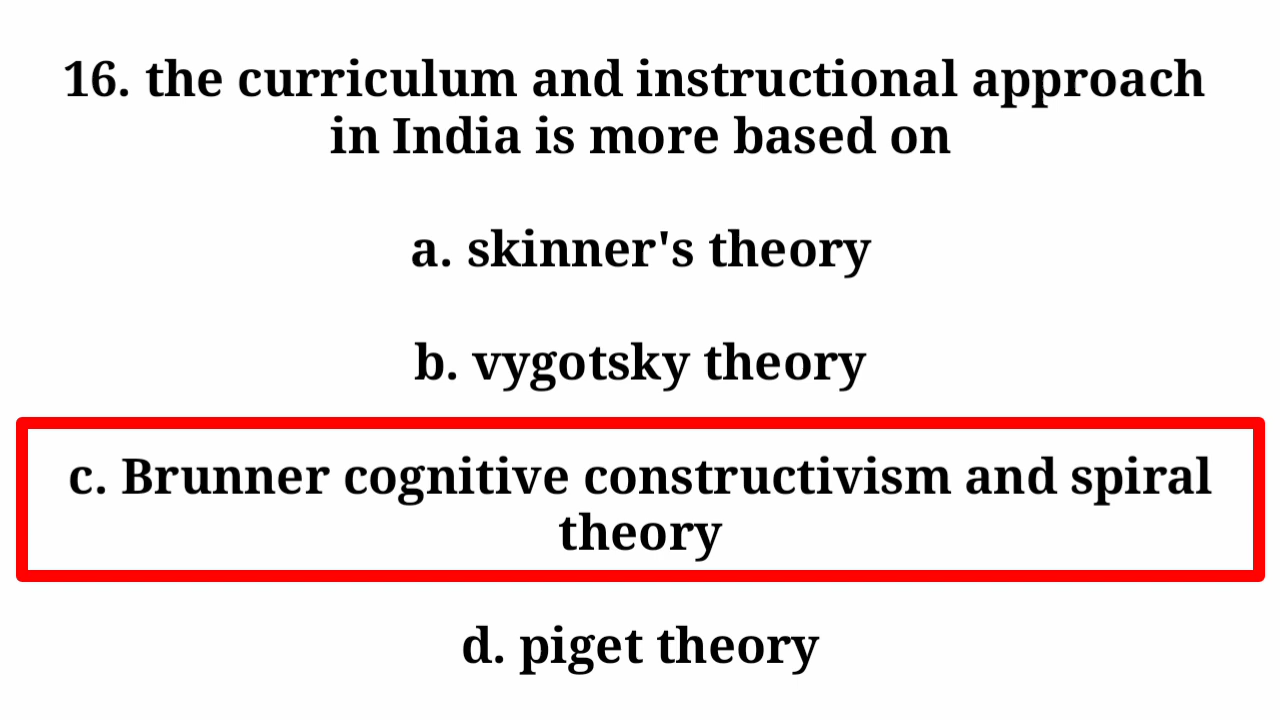 16. the curriculum and instructional approach
in India is more based on
a. skinner's theory
b. vygotsky theory
c. Brunner cognitive constructivism and spiral
theory
d. piget theory